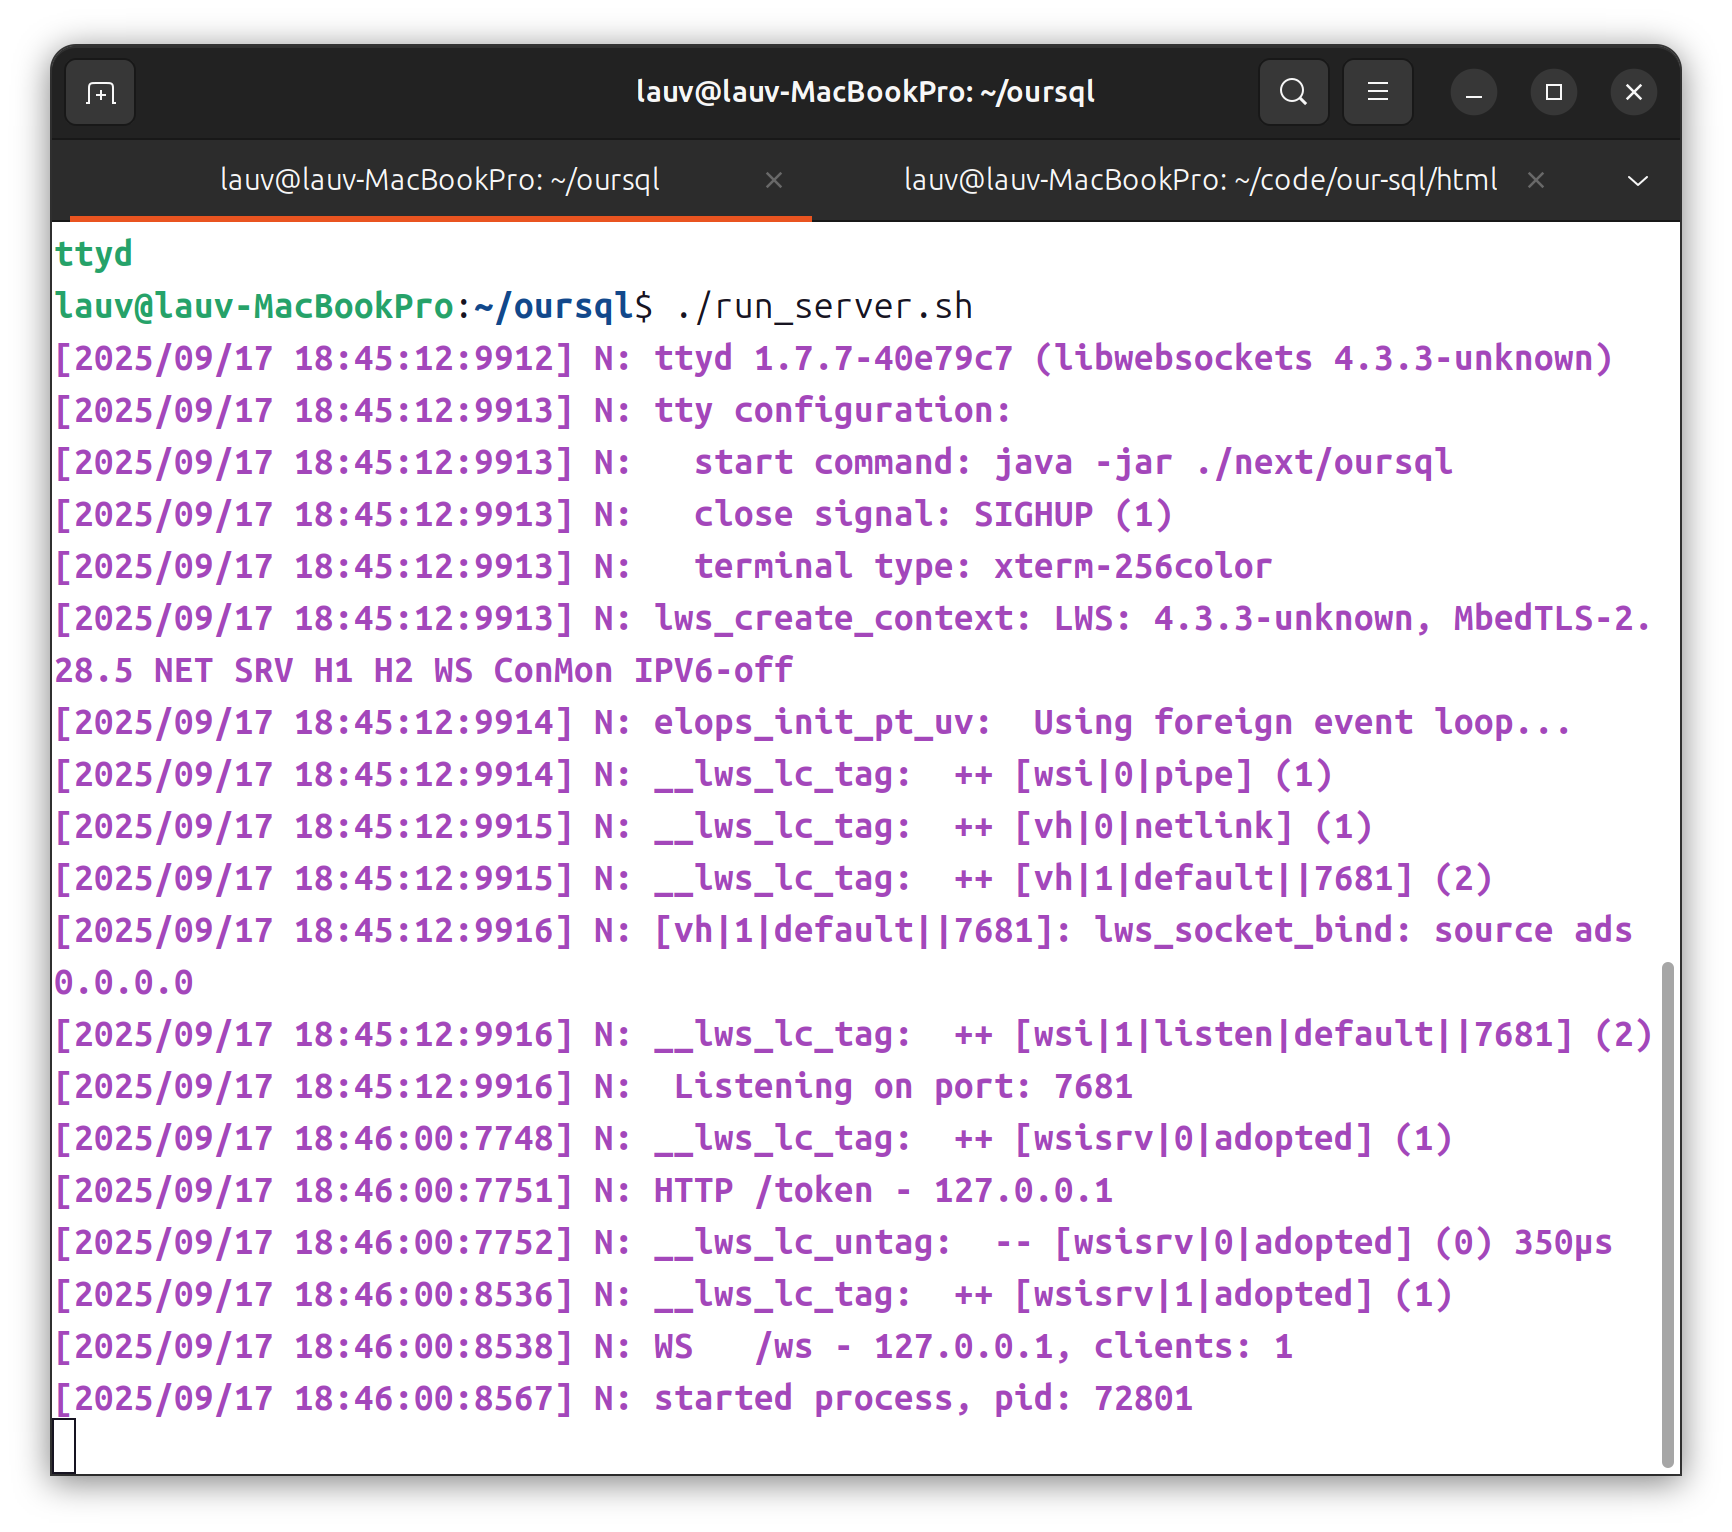 lauv@lauv-MacBookPro: ~/oursql
lauv@lauv-MacBookPro: ~/oursql
lauv@lauv-MacBookPro: ~/code/our-sql/html
ttyd
lauv@lauv-MacBookPro:~/oursql$ ./run_server.sh
[2025/09/17 18:45:12:9912] N: ttyd 1.7.7-40e79c7 (libwebsockets 4.3.3-unknown)
[2025/09/17 18:45:12:9913] N: tty configuration:
[2025/09/17 18:45:12:9913] N:   start command: java -jar ./next/oursql
[2025/09/17 18:45:12:9913] N:   close signal: SIGHUP (1)
[2025/09/17 18:45:12:9913] N:   terminal type: xterm-256color
[2025/09/17 18:45:12:9913] N: lws_create_context: LWS: 4.3.3-unknown, MbedTLS-2.
28.5 NET SRV H1 H2 WS ConMon IPV6-off
[2025/09/17 18:45:12:9914] N: elops_init_pt_uv:  Using foreign event loop...
[2025/09/17 18:45:12:9914] N: __lws_lc_tag:  ++ [wsi|0|pipe] (1)
[2025/09/17 18:45:12:9915] N: __lws_lc_tag:  ++ [vh|0|netlink] (1)
[2025/09/17 18:45:12:9915] N: __lws_lc_tag:  ++ [vh|1|default||7681] (2)
[2025/09/17 18:45:12:9916] N: [vh|1|default||7681]: lws_socket_bind: source ads
0.0.0.0
[2025/09/17 18:45:12:9916] N: __lws_lc_tag:  ++ [wsi|1|listen|default||7681] (2)
[2025/09/17 18:45:12:9916] N:  Listening on port: 7681
[2025/09/17 18:46:00:7748] N: __lws_lc_tag:  ++ [wsisrv|0|adopted] (1)
[2025/09/17 18:46:00:7751] N: HTTP /token - 127.0.0.1
[2025/09/17 18:46:00:7752] N: __lws_lc_untag:  -- [wsisrv|0|adopted] (0) 350μs
[2025/09/17 18:46:00:8536] N: __lws_lc_tag:  ++ [wsisrv|1|adopted] (1)
[2025/09/17 18:46:00:8538] N: WS   /ws - 127.0.0.1, clients: 1
[2025/09/17 18:46:00:8567] N: started process, pid: 72801